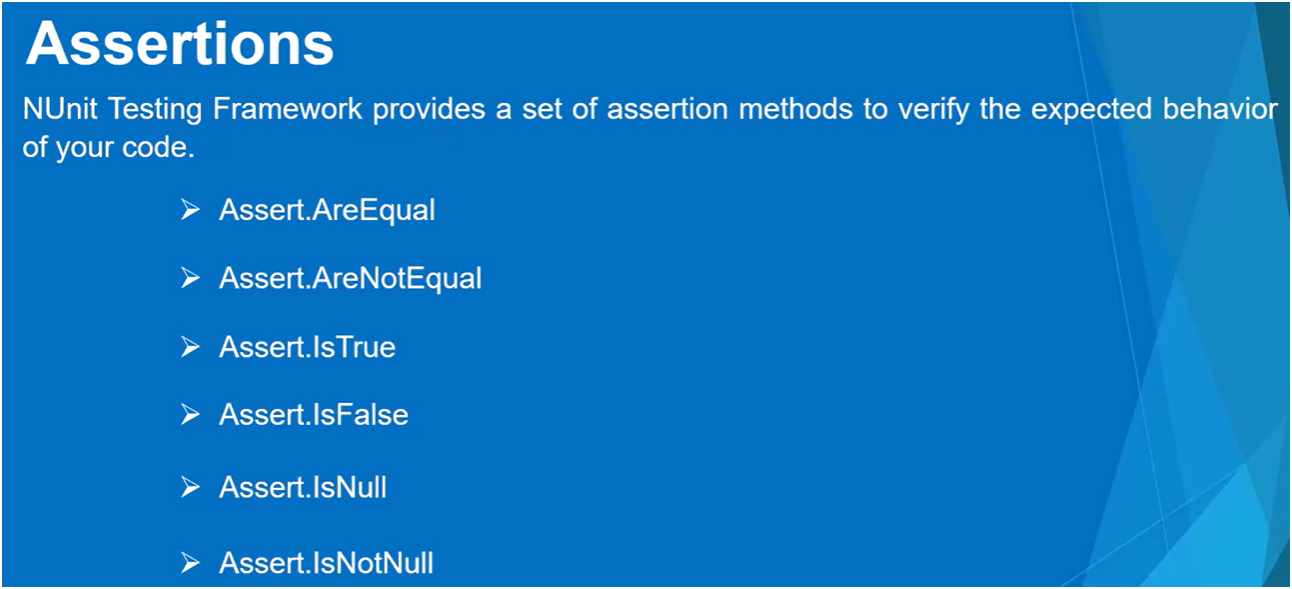 Assertions
NUnit Testing Framework provides a set of assertion methods to verify the expected behavior
of your code.
➢ Assert.AreEqual
➢ Assert.AreNotEqual
➢ Assert.IsTrue
➢ Assert.IsFalse
➢ Assert.IsNull
➢ Assert.IsNotNull